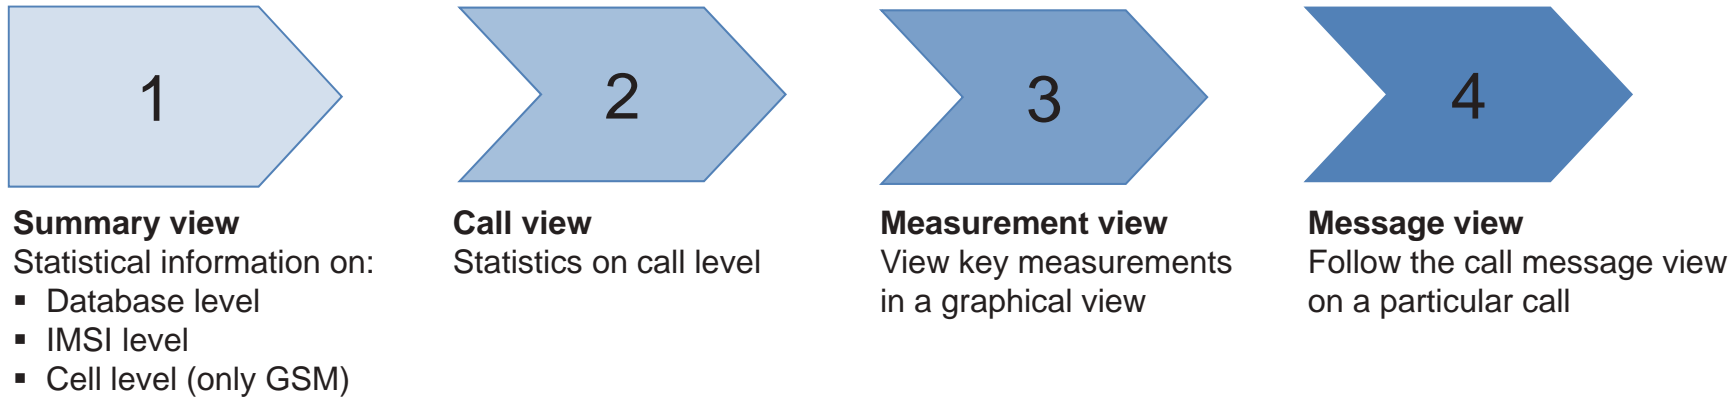 1
Summary view
Statistical information on:
▪ Database level
▪ IMSI level
▪ Cell level (only GSM)
2
Call view
Statistics on call level
3
Measurement view
View key measurements
in a graphical view
4
Message view
Follow the call message view
on a particular call